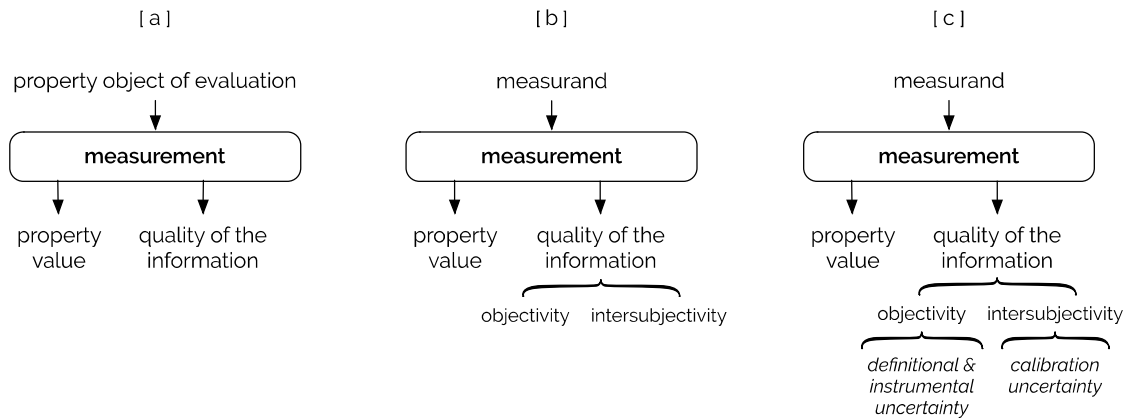 [ a ]
property object of evaluation
measurement
property
value
quality of the
information
[ b ]
measurand
measurement
property
value
quality of the
information
objectivity
intersubjectivity
[ c ]
measurand
measurement
property
value
quality of the
information
objectivity
intersubjectivity
definitional &
instrumental
uncertainty
calibration
uncertainty